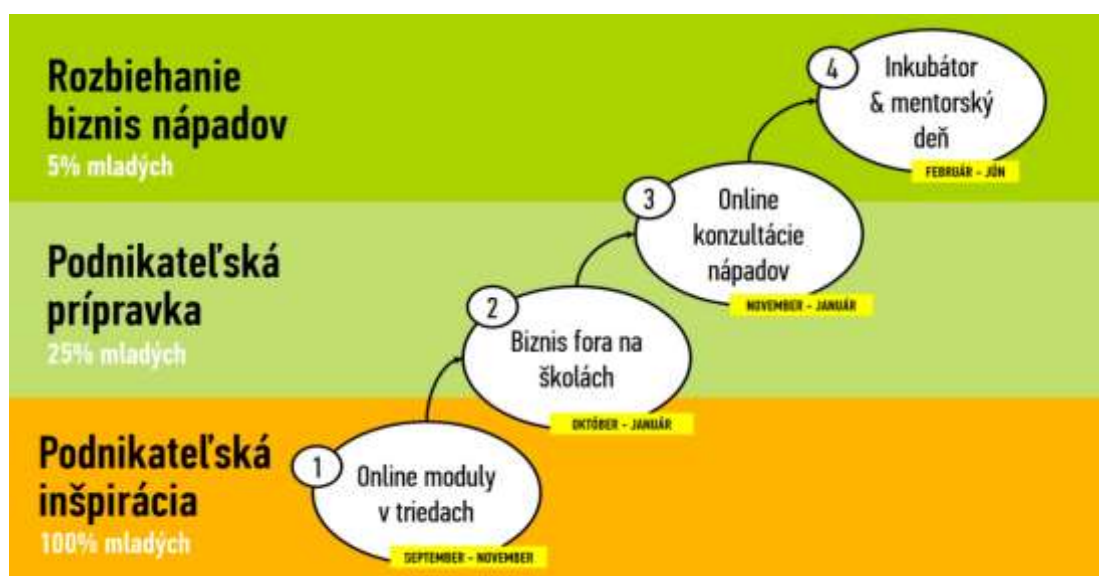 Rozbiehanie
biznis nápadov
5% mladých
4
Inkubátor
& mentorský
deň
FEBRUÁR - JÚN
3
Online
konzultácie
nápadov
NOVEMBER - JANUÁR
Podnikateľská
prípravka
25% mladých
2
Biznis fora na
školách
OKTÓBER - JANUÁR
Podnikateľská
inšpirácia
100% mladých
1
Online moduly
v triedach
SEPTEMBER - NOVEMBER